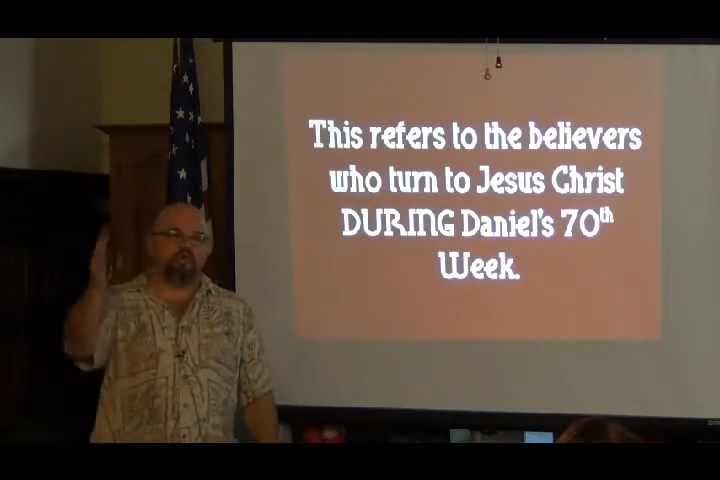 This refers to the believers
who turn to Jesus Christ
DURING Daniel's 70th
Week.